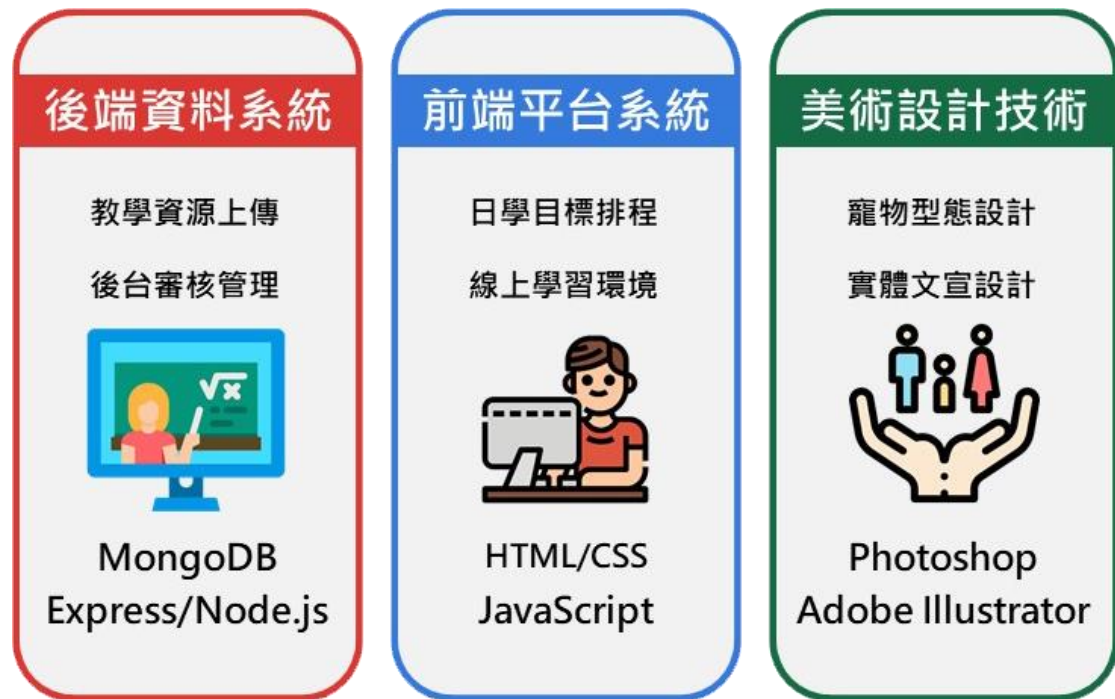 後端資料系統
教學資源上傳
後台審核管理
√x
MongoDB
Express/Node.js
前端平台系統
日學目標排程
線上學習環境
HTML/CSS
JavaScript
美術設計技術
寵物型態設計
實體文宣設計
Photoshop
Adobe Illustrator